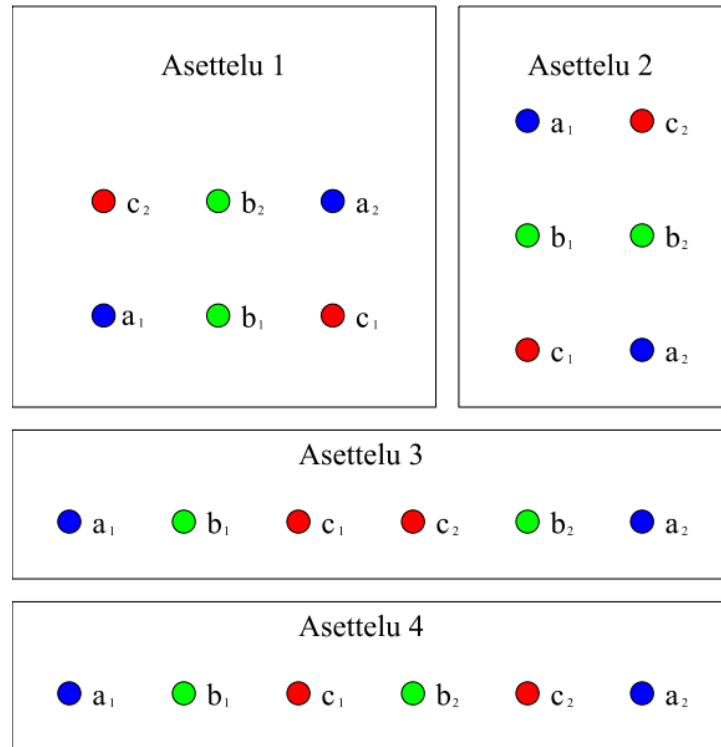 Asettelu 1
c₂ b₂ a₂
a₁ b₁ c₁
Asettelu 2
a₁ c₂
b₁ b₂
c₁ a₂
Asettelu 3
a₁ b₁ c₁ c₂ b₂ a₂
Asettelu 4
a₁ b₁ c₁ b₂ c₂ a₂